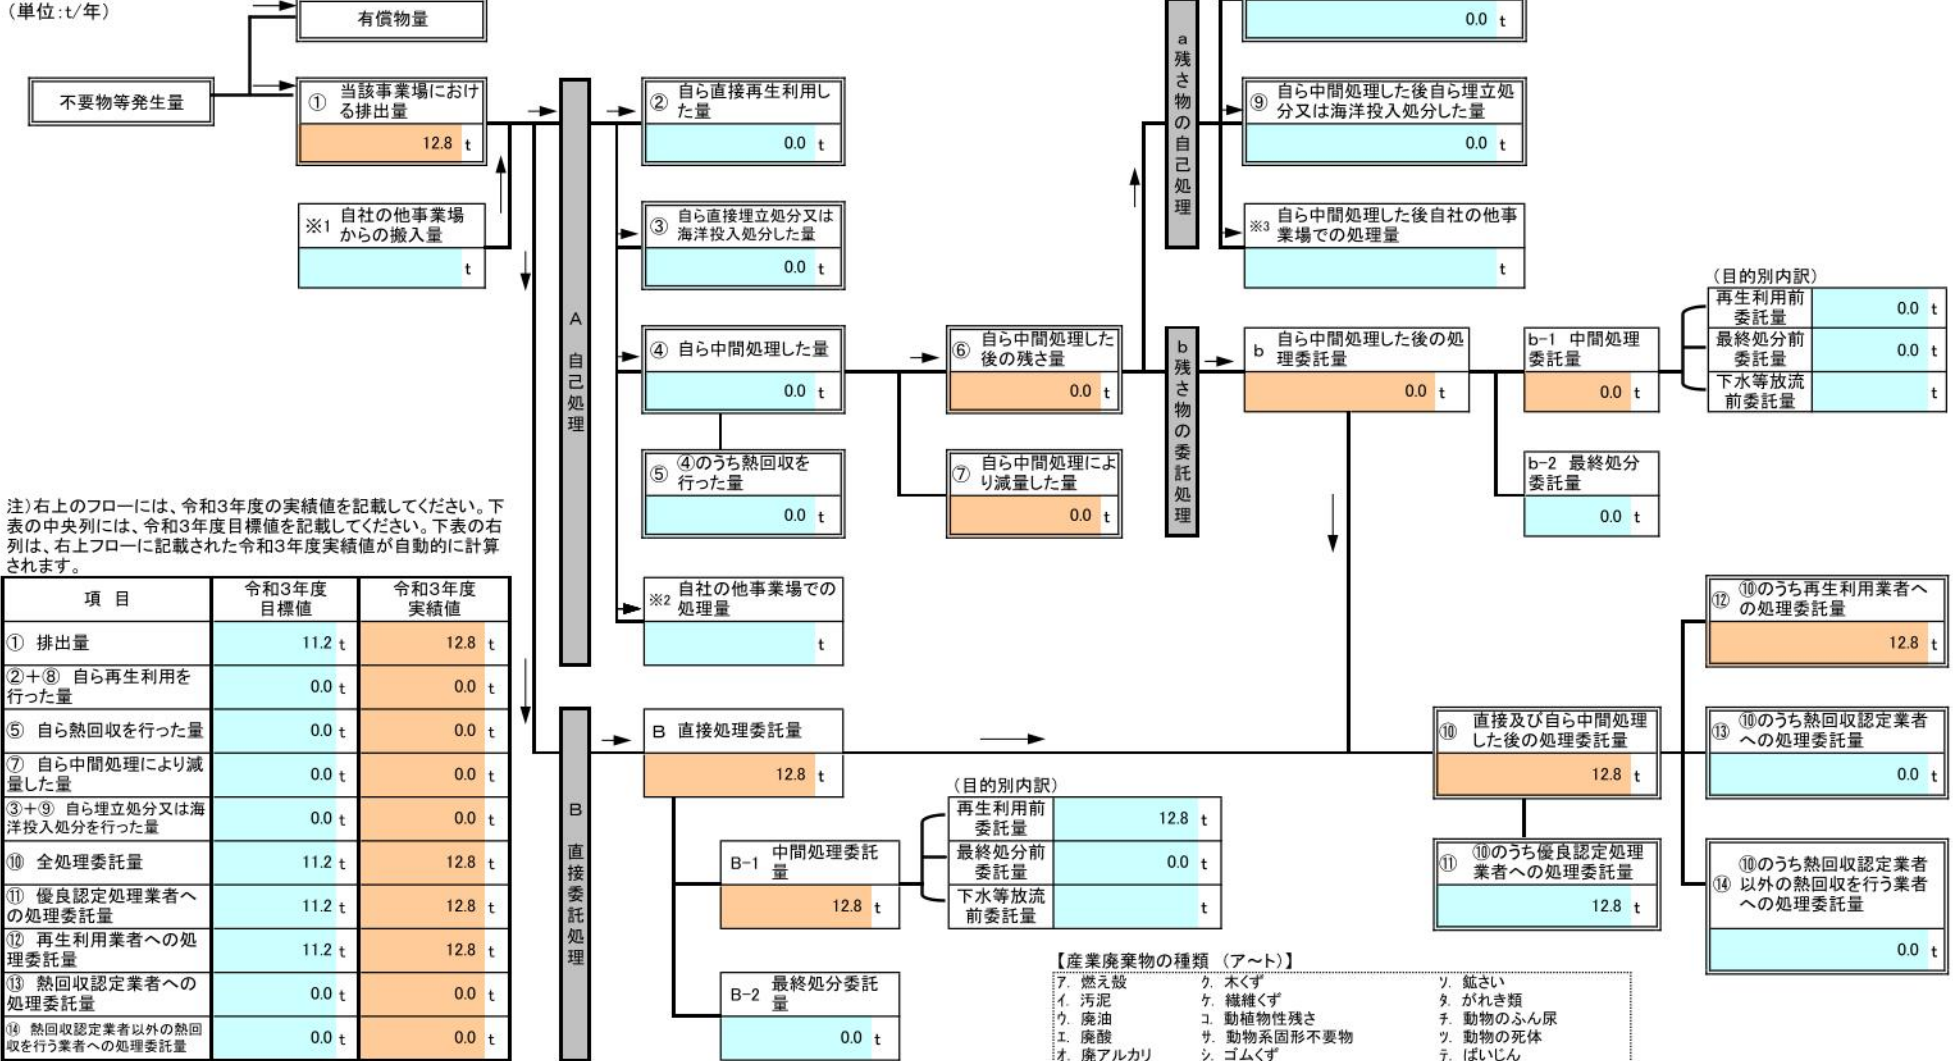 (単位:t/年)
有償物量
不要物等発生量
① 当該事業場におけ
る排出量
12.8 t
※1 自社の他事業場
からの搬入量
t
A 自己処理
② 自ら直接再生利用し
た量
0.0 t
③ 自ら直接埋立処分又は
海洋投入処分した量
0.0 t
④ 自ら中間処理した量
0.0 t
⑤ ④のうち熱回収を
行った量
0.0 t
※2 自社の他事業場での
処理量
t
⑥ 自ら中間処理した
後の残さ量
0.0 t
⑦ 自ら中間処理によ
り減量した量
0.0 t
a 残さ物の自己処理
0.0 t
⑨ 自ら中間処理した後自ら埋立処
分又は海洋投入処分した量
0.0 t
※3 自ら中間処理した後自社の他事
業場での処理量
t
b 残さ物の委託処理
b 自ら中間処理した後の処
理委託量
0.0 t
b-1 中間処理
委託量
0.0 t
(目的別内訳)
再生利用前
委託量
0.0 t
最終処分前
委託量
0.0 t
下水等放流
前委託量
t
b-2 最終処分
委託量
0.0 t
注)右上のフローには、令和3年度の実績値を記載してください。下
表の中央列には、令和3年度目標値を記載してください。下表の右
列は、右上フローに記載された令和3年度実績値が自動的に計算
されます。
項 目
令和3年度
目標値
令和3年度
実績値
① 排出量 11.2 t 12.8 t
②+⑧ 自ら再生利用を
行った量
0.0 t 0.0 t
⑤ 自ら熱回収を行った量 0.0 t 0.0 t
⑦ 自ら中間処理により減
量した量
0.0 t 0.0 t
③+⑨ 自ら埋立処分又は海
洋投入処分を行った量
0.0 t 0.0 t
⑩ 全処理委託量 11.2 t 12.8 t
⑪ 優良認定処理業者へ
の処理委託量
11.2 t 12.8 t
⑫ 再生利用業者への処
理委託量
11.2 t 12.8 t
⑬ 熱回収認定業者への
処理委託量
0.0 t 0.0 t
⑭ 熱回収認定業者以外の熱回
収を行う業者への処理委託量
0.0 t 0.0 t
B 直接委託処理
B 直接処理委託量
12.8 t
B-1 中間処理委託
量
12.8 t
(目的別内訳)
再生利用前
委託量
12.8 t
最終処分前
委託量
0.0 t
下水等放流
前委託量
t
B-2 最終処分委託
量
0.0 t
⑩ 直接及び自ら中間処理
した後の処理委託量
12.8 t
⑪ ⑩のうち優良認定処理
業者への処理委託量
12.8 t
⑫ ⑩のうち再生利用業者へ
の処理委託量
12.8 t
⑬ ⑩のうち熱回収認定業者
への処理委託量
0.0 t
⑭ ⑩のうち熱回収認定業者
以外の熱回収を行う業者
への処理委託量
0.0 t
【産業廃棄物の種類 (ア~ト)】
ア. 燃え殻 ク. 木くず ソ. 鉱さい
イ. 汚泥 ケ. 繊維くず タ. がれき類
ウ. 廃油 コ. 動植物性残さ チ. 動物のふん尿
エ. 廃酸 サ. 動物系固形不要物 ツ. 動物の死体
オ. 廃アルカリ シ. ゴムくず テ. ばいじん